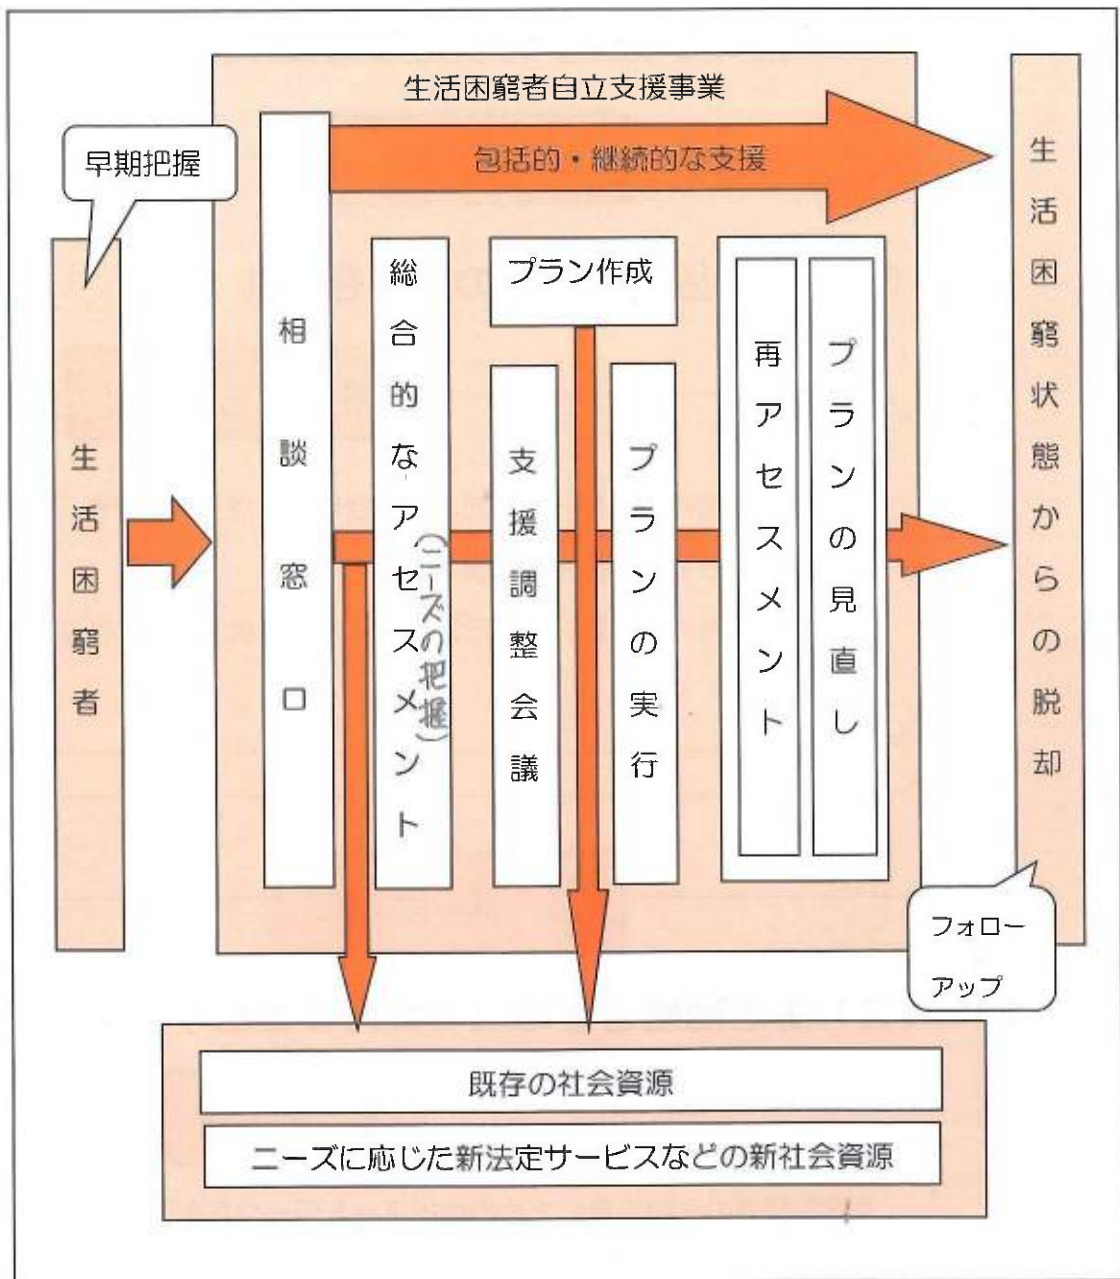 生活困窮者自立支援事業
包括的・継続的な支援
早期把握
生活困窮者
相談窓口
総合的なアセスメント
(ニーズの把握)
プラン作成
支援調整会議
プランの実行
再アセスメント
プランの見直し
生活困窮状態からの脱却
フォロー
アップ
既存の社会資源
ニーズに応じた新法定サービスなどの新社会資源